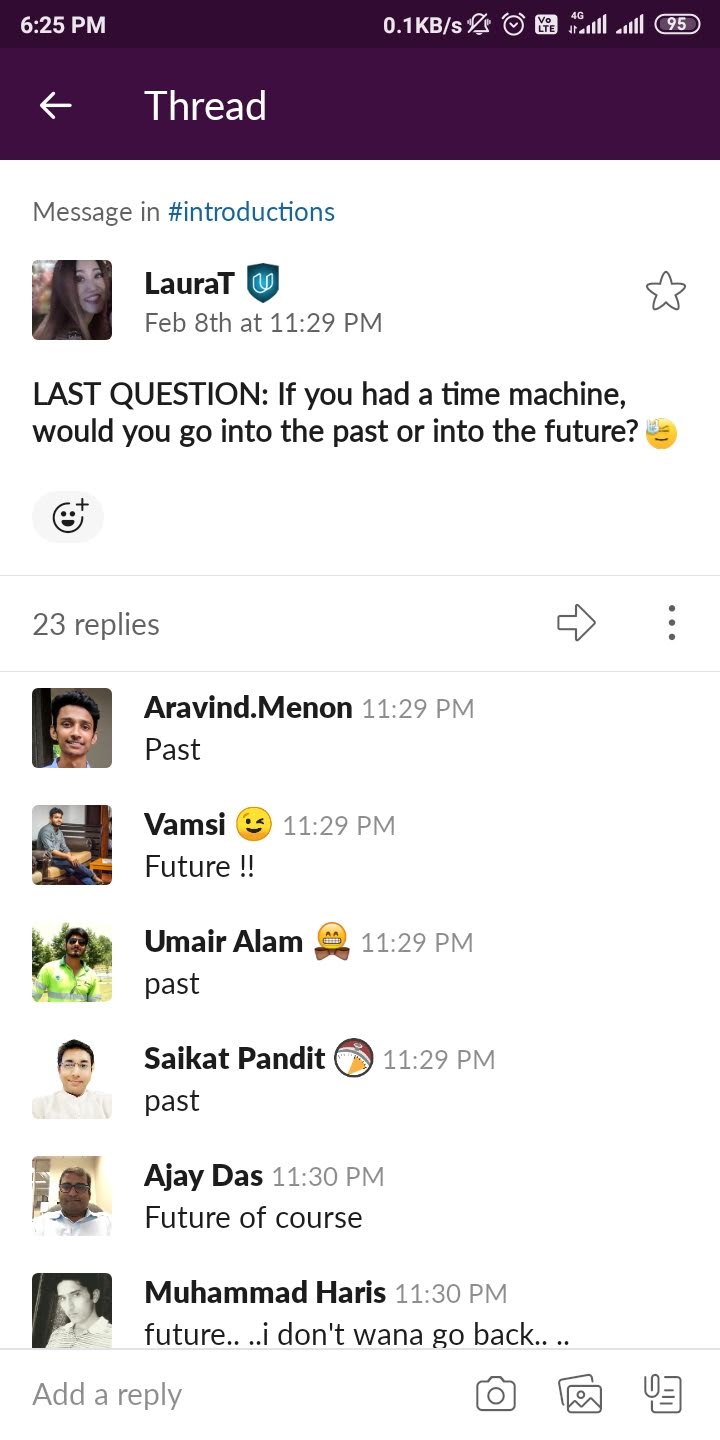 6:25 PM
0.1KB/s
Vo
LTE
4G
95
Thread
Message in #introductions
LauraT
Feb 8th at 11:29 PM
LAST QUESTION: If you had a time machine,
would you go into the past or into the future?
23 replies
Aravind.Menon 11:29 PM
Past
Vamsi 11:29 PM
Future !!
Umair Alam 11:29 PM
past
Saikat Pandit 11:29 PM
past
Ajay Das 11:30 PM
Future of course
Muhammad Haris 11:30 PM
future.. ..i don't wana go back.. ..
Add a reply